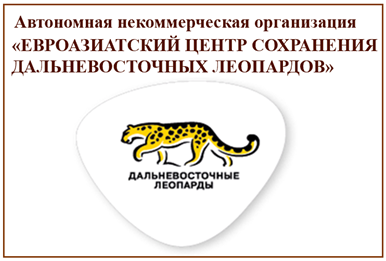 Автономная некоммерческая организация
«ЕВРОАЗИАТСКИЙ ЦЕНТР СОХРАНЕНИЯ
ДАЛЬНЕВОСТОЧНЫХ ЛЕОПАРДОВ»
ДАЛЬНЕВОСТОЧНЫЕ
ЛЕОПАРДЫ